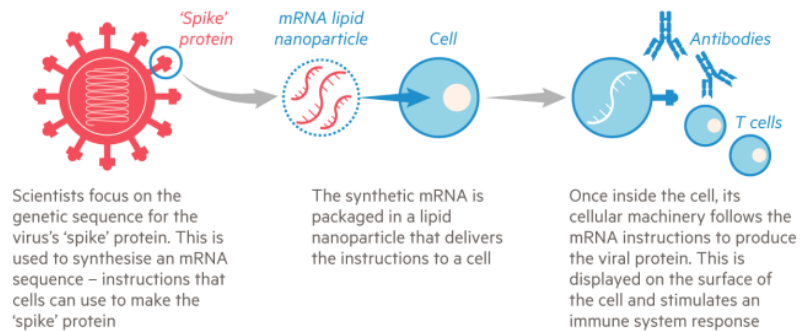 'Spike'
protein
mRNA lipid
nanoparticle
Cell
Antibodies
T cells
Scientists focus on the
genetic sequence for the
virus's 'spike' protein. This is
used to synthesise an mRNA
sequence – instructions that
cells can use to make the
'spike' protein
The synthetic mRNA is
packaged in a lipid
nanoparticle that delivers
the instructions to a cell
Once inside the cell, its
cellular machinery follows the
mRNA instructions to produce
the viral protein. This is
displayed on the surface of
the cell and stimulates an
immune system response